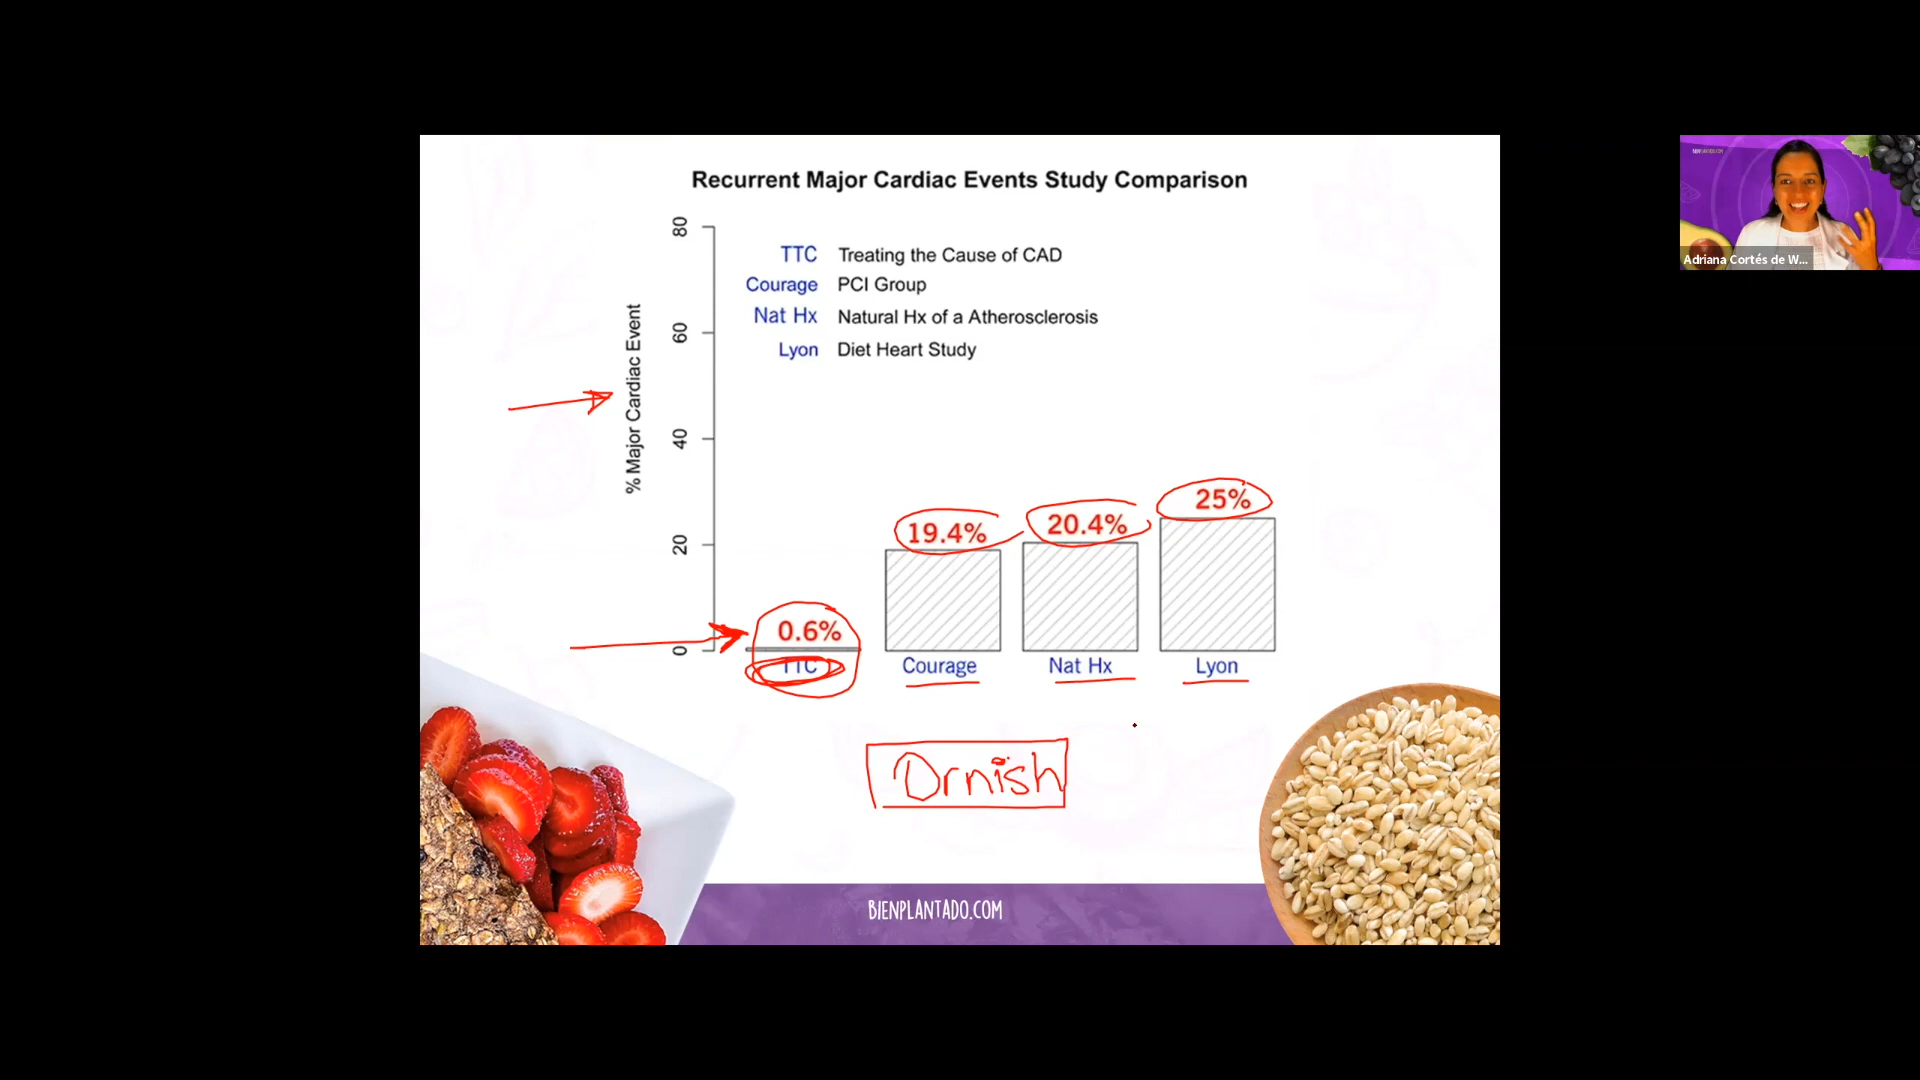 Recurrent Major Cardiac Events Study Comparison
% Major Cardiac Event
80
60
40
20
0
TTC Treating the Cause of CAD
Courage PCI Group
Nat Hx Natural Hx of a Atherosclerosis
Lyon Diet Heart Study
0.6%
19.4%
20.4%
25%
TTC
Courage
Nat Hx
Lyon
Ornish
BIENPLANTADO.COM
Adriana Cortés de W...